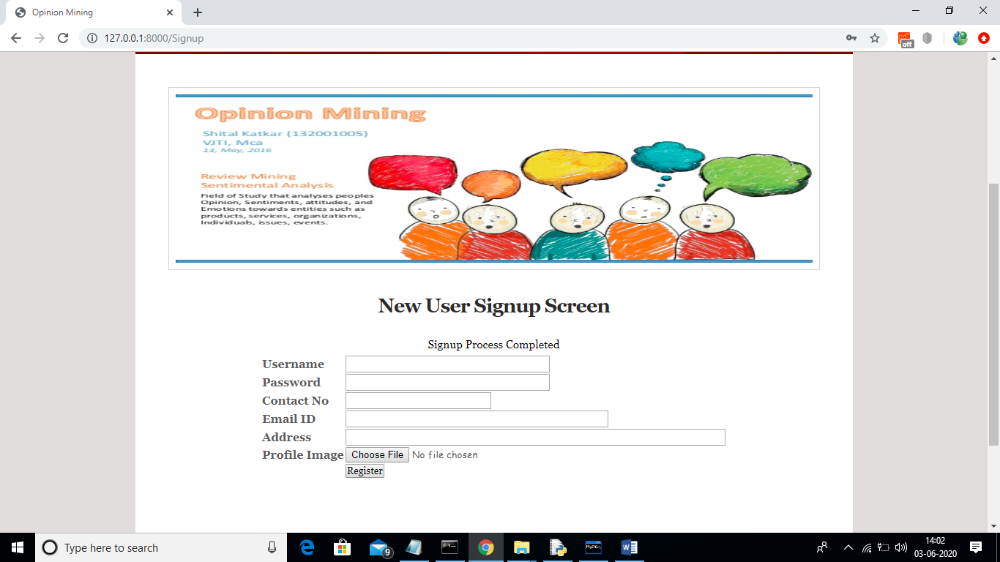 Opinion Mining
127.0.0.1:8000/Signup
off
Opinion Mining
Shital Katkar (132001005)
VJTI, Mca
13, May, 2016
Review Mining
Sentimental Analysis
Field of Study that analyses peoples
Opinion, Sentiments, attitudes, and
Emotions towards entities such as
products, services, organizations,
Individuals, issues, events.
New User Signup Screen
Signup Process Completed
Username
Password
Contact No
Email ID
Address
Profile Image Choose File No file chosen
Register
Type here to search
9
14:02
03-06-2020